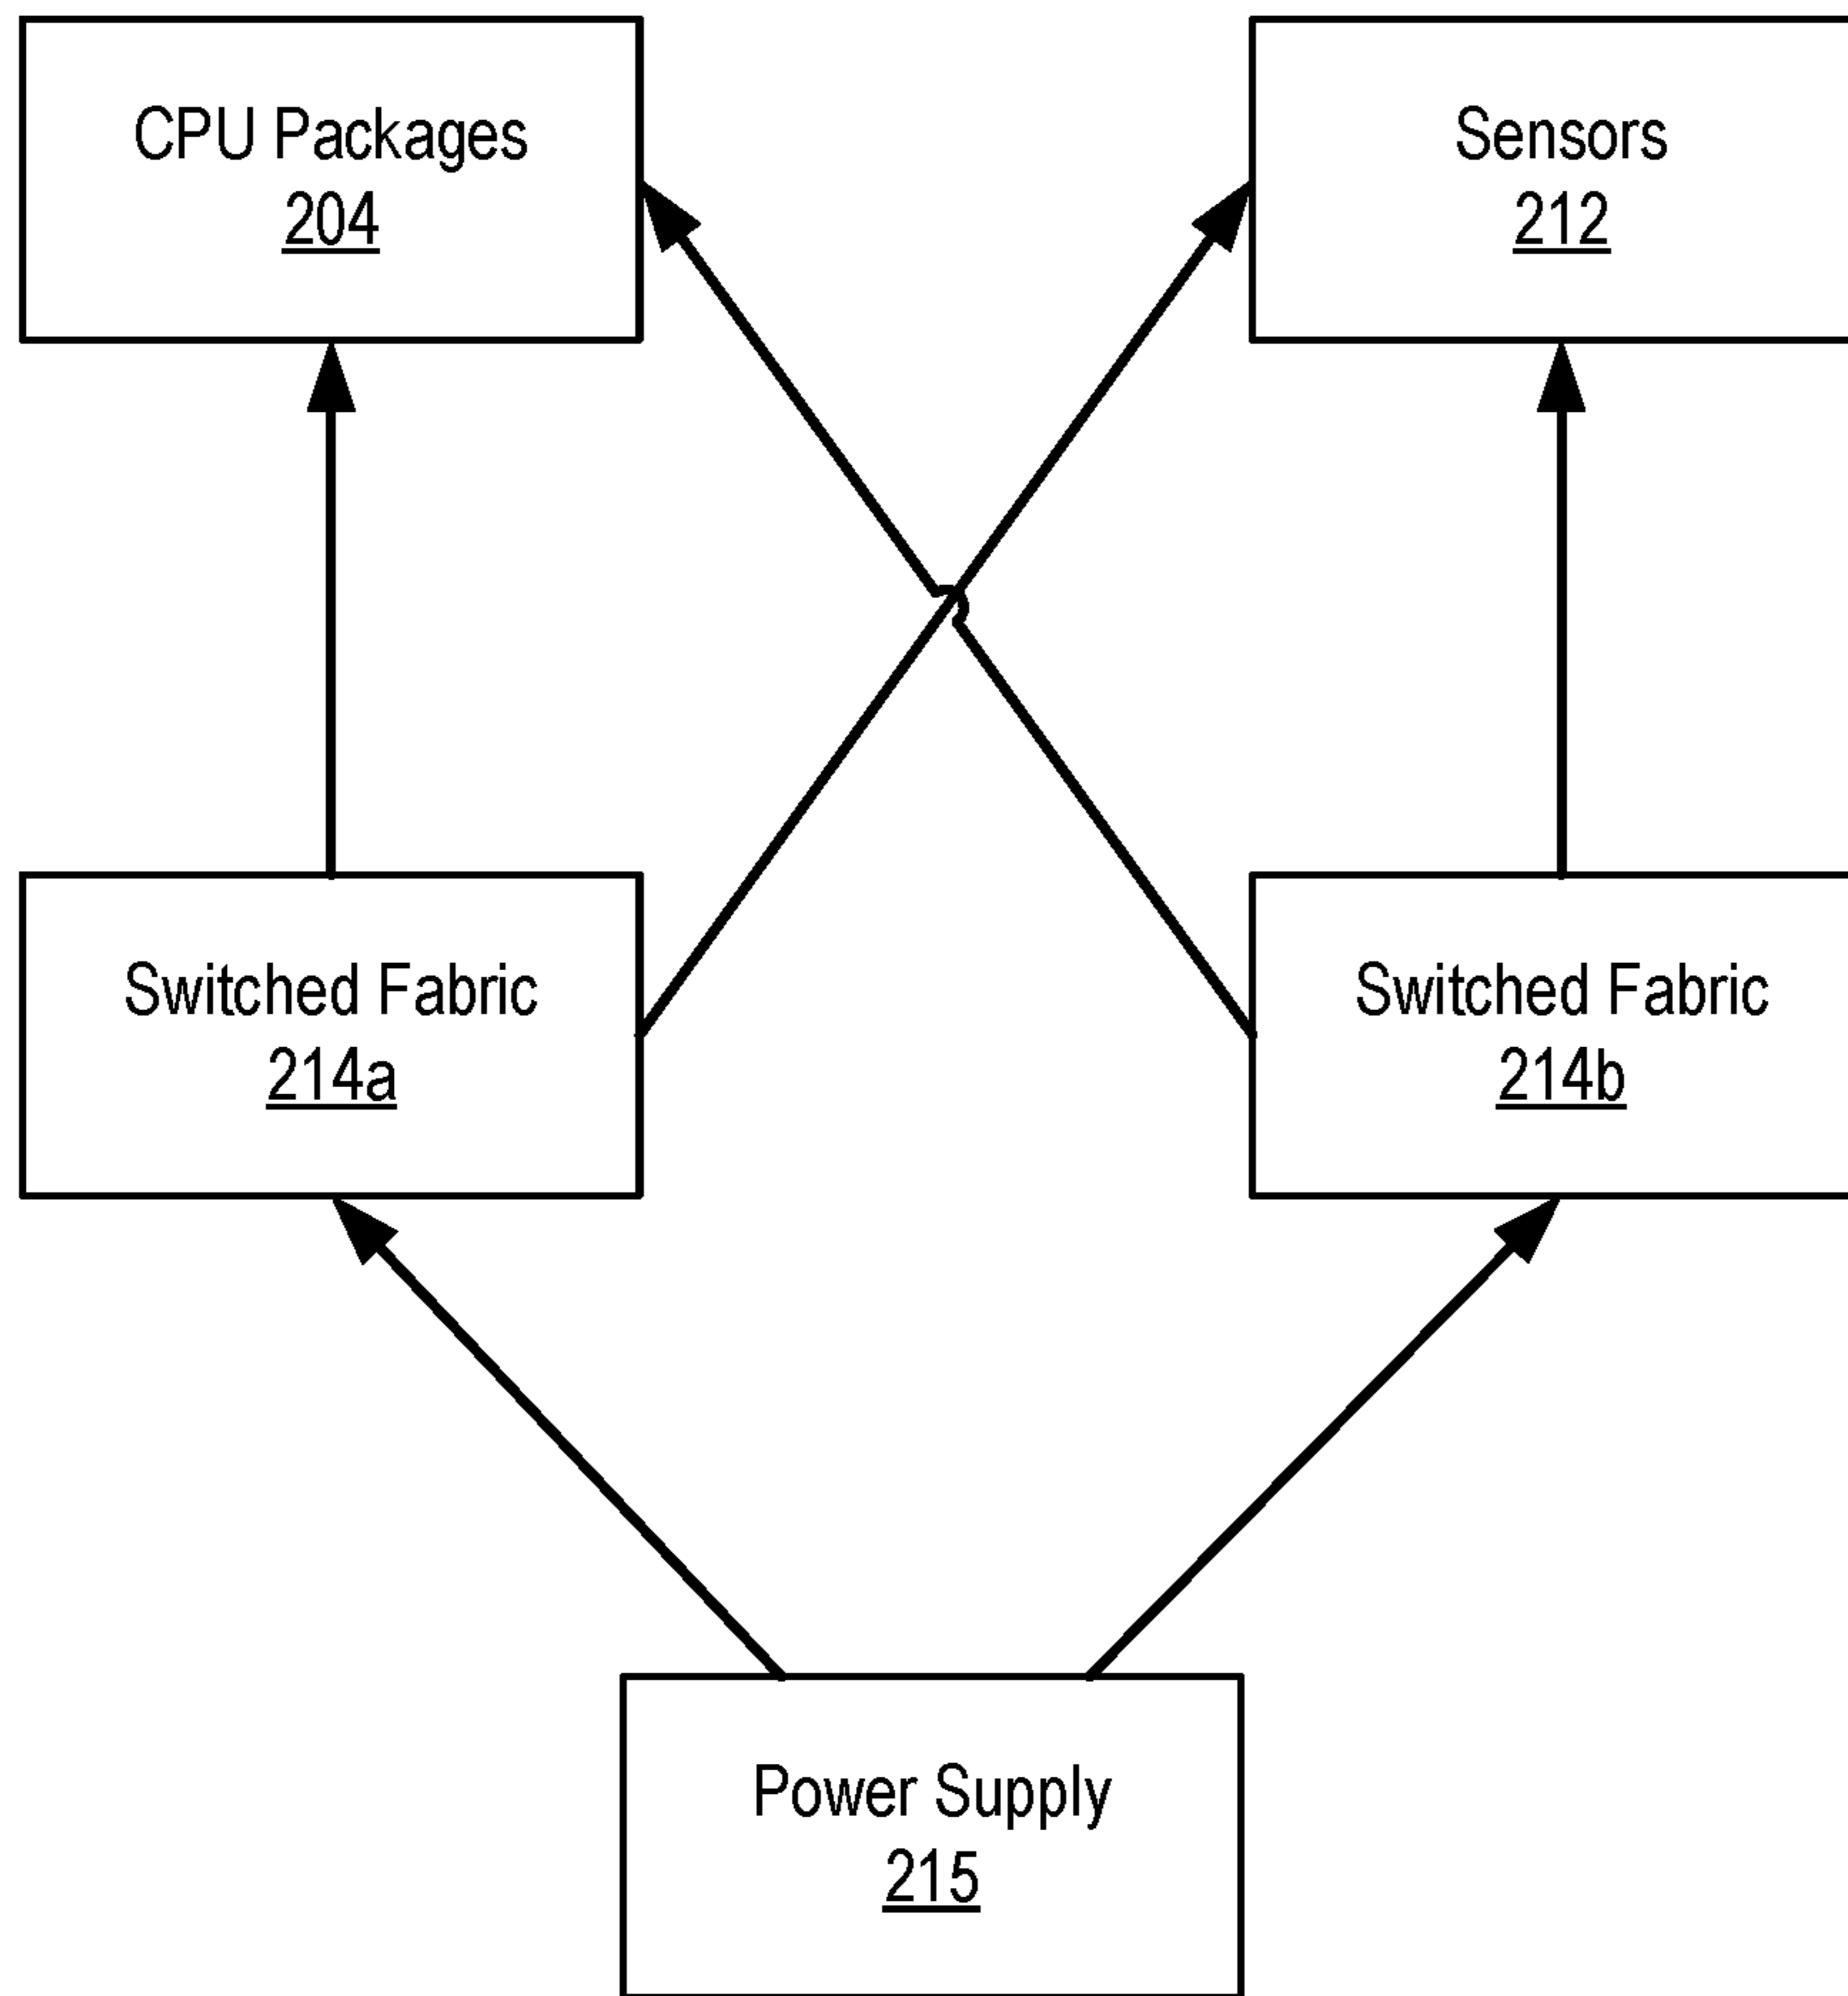 CPU Packages
204
Sensors
212
Switched Fabric
214a
Switched Fabric
214b
Power Supply
215